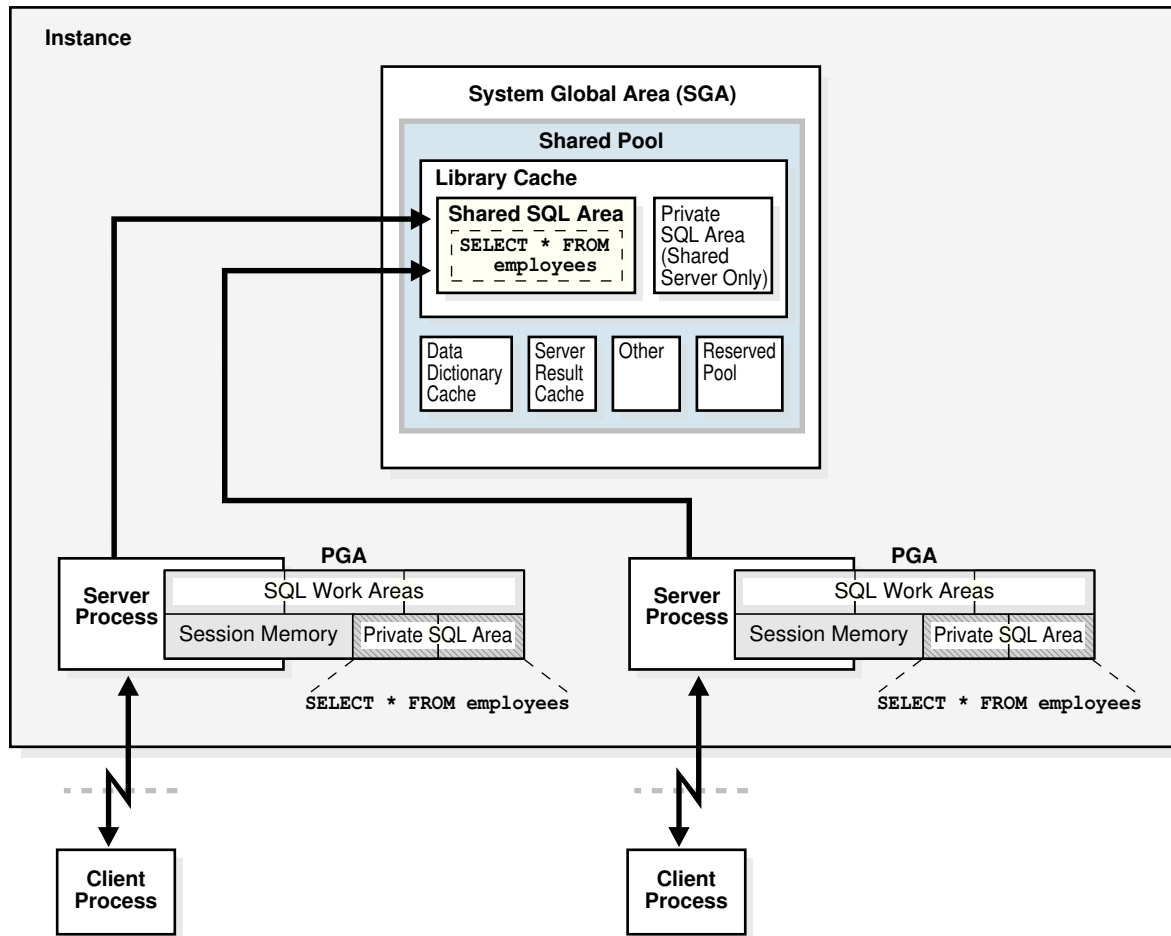 Instance
System Global Area (SGA)
Shared Pool
Library Cache
Shared SQL Area
SELECT * FROM
employees
Private
SQL Area
(Shared
Server Only)
Data
Dictionary
Cache
Server
Result
Cache
Other
Reserved
Pool
PGA
Server
Process
SQL Work Areas
Session Memory
Private SQL Area
SELECT * FROM employees
PGA
Server
Process
SQL Work Areas
Session Memory
Private SQL Area
SELECT * FROM employees
Client
Process
Client
Process